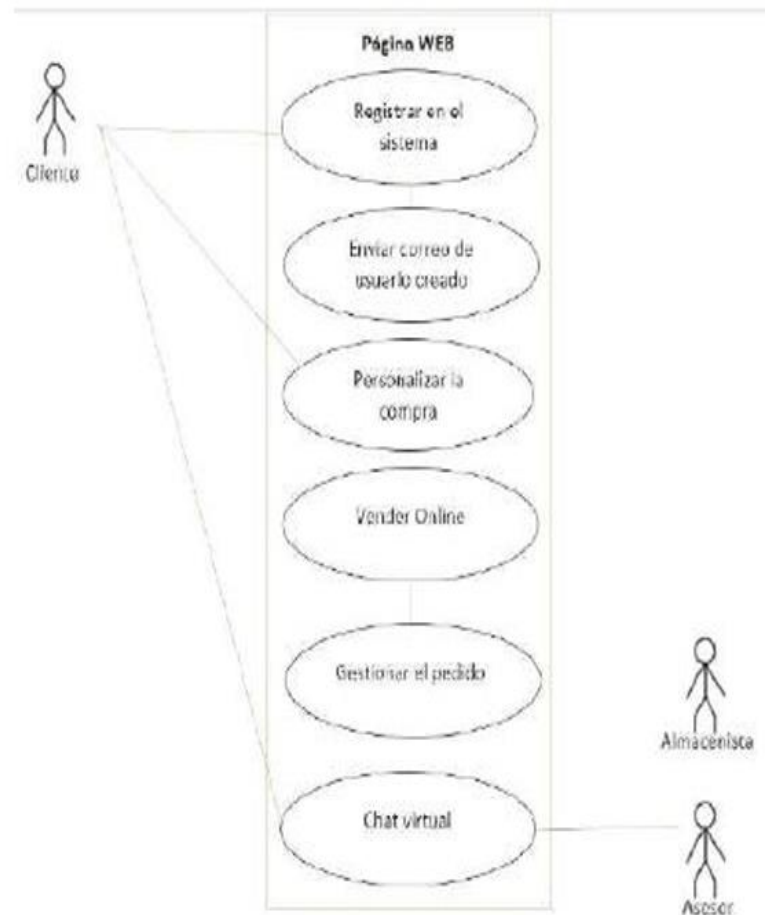 Página WEB
Registrar en el
sistema
Cliente
Enviar correo de
usuario creado
Personalizar la
compra
Vender Online
Gestionar el pedido
Almacenista
Chat virtual
Asesor